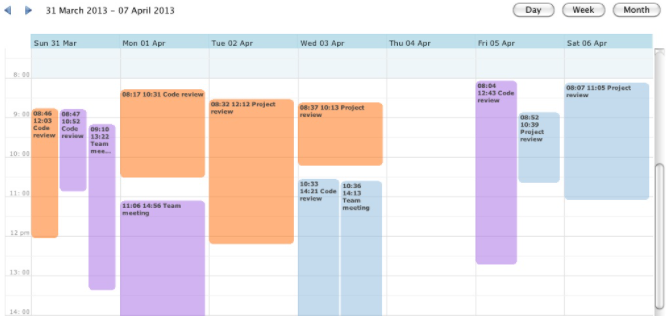 31 March 2013 – 07 April 2013
Day
Week
Month
Sun 31 Mar
Mon 01 Apr
Tue 02 Apr
Wed 03 Apr
Thu 04 Apr
Fri 05 Apr
Sat 06 Apr
8:00
9:00
10:00
11:00
12 pm
13:00
14:00
08:46
12:03
Code
review
08:47
10:52
Code
review
09:10
13:22
Team
mee...
08:17 10:31 Code review
11:06 14:56 Team
meeting
08:32 12:12 Project
review
08:37 10:13 Project
review
10:33
14:21 Code
review
10:36
14:13
Team
meeting
08:04
12:43 Code
review
08:52
10:39
Project
review
08:07 11:05 Project
review